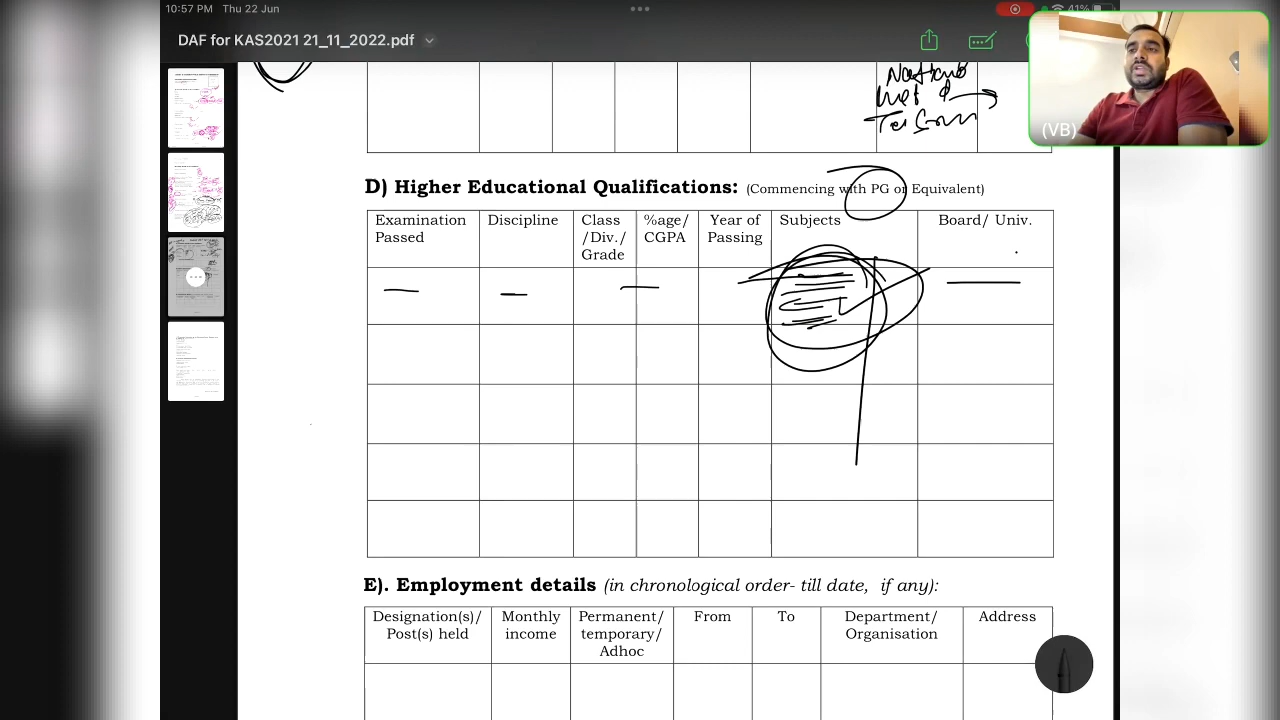 10:57 PM Thu 22 Jun
41%
DAF for KAS2021 21_11_2022.pdf
(VB)
D) Higher Educational Qualifications: (Commencing with PG or Equivalent)
Examination Passed
Discipline
Class /Div./ Grade
%age/ CGPA
Year of Passing
Subjects
Board/ Univ.
E). Employment details (in chronological order- till date, if any):
Designation(s)/ Post(s) held
Monthly income
Permanent/ temporary/ Adhoc
From
To
Department/ Organisation
Address